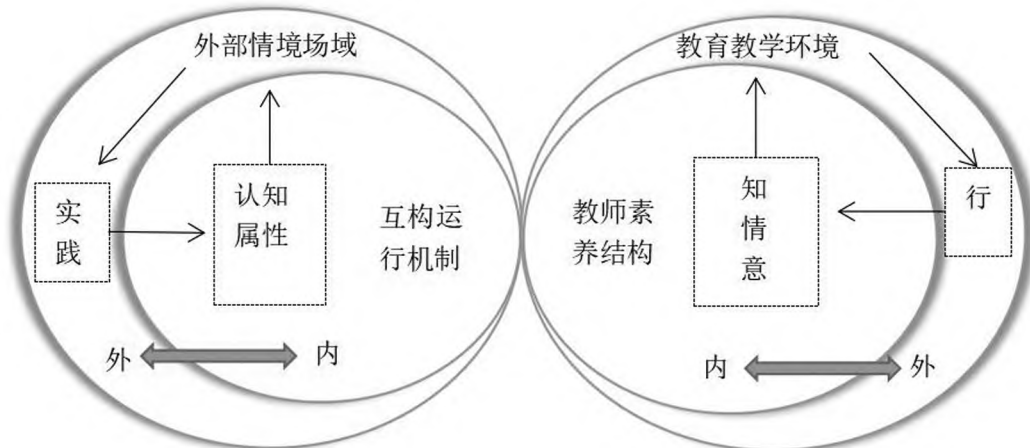 外部情境场域
教育教学环境
实
践
认知
属性
互构运
行机制
教师素
养结构
知
情
意
行
外
内
内
外